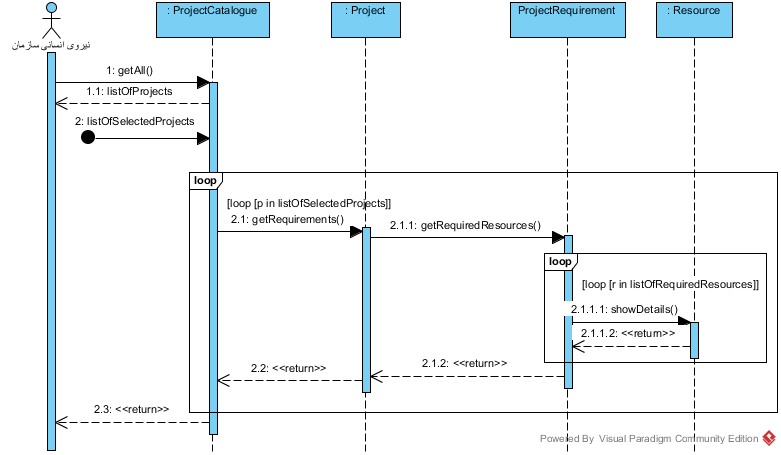 : ProjectCatalogue
: Project
ProjectRequirement
: Resource
نیروی انسانی سازمان
1: getAll()
1.1: listOfProjects
2: listOfSelectedProjects
loop
[loop [p in listOfSelectedProjects]]
2.1: getRequirements()
2.1.1: getRequiredResources()
loop
[loop [r in listOfRequiredResources]]
2.1.1.1: showDetails()
2.1.1.2: <<return>>
2.1.2: <<return>>
2.2: <<return>>
2.3: <<return>>
Powered By Visual Paradigm Community Edition